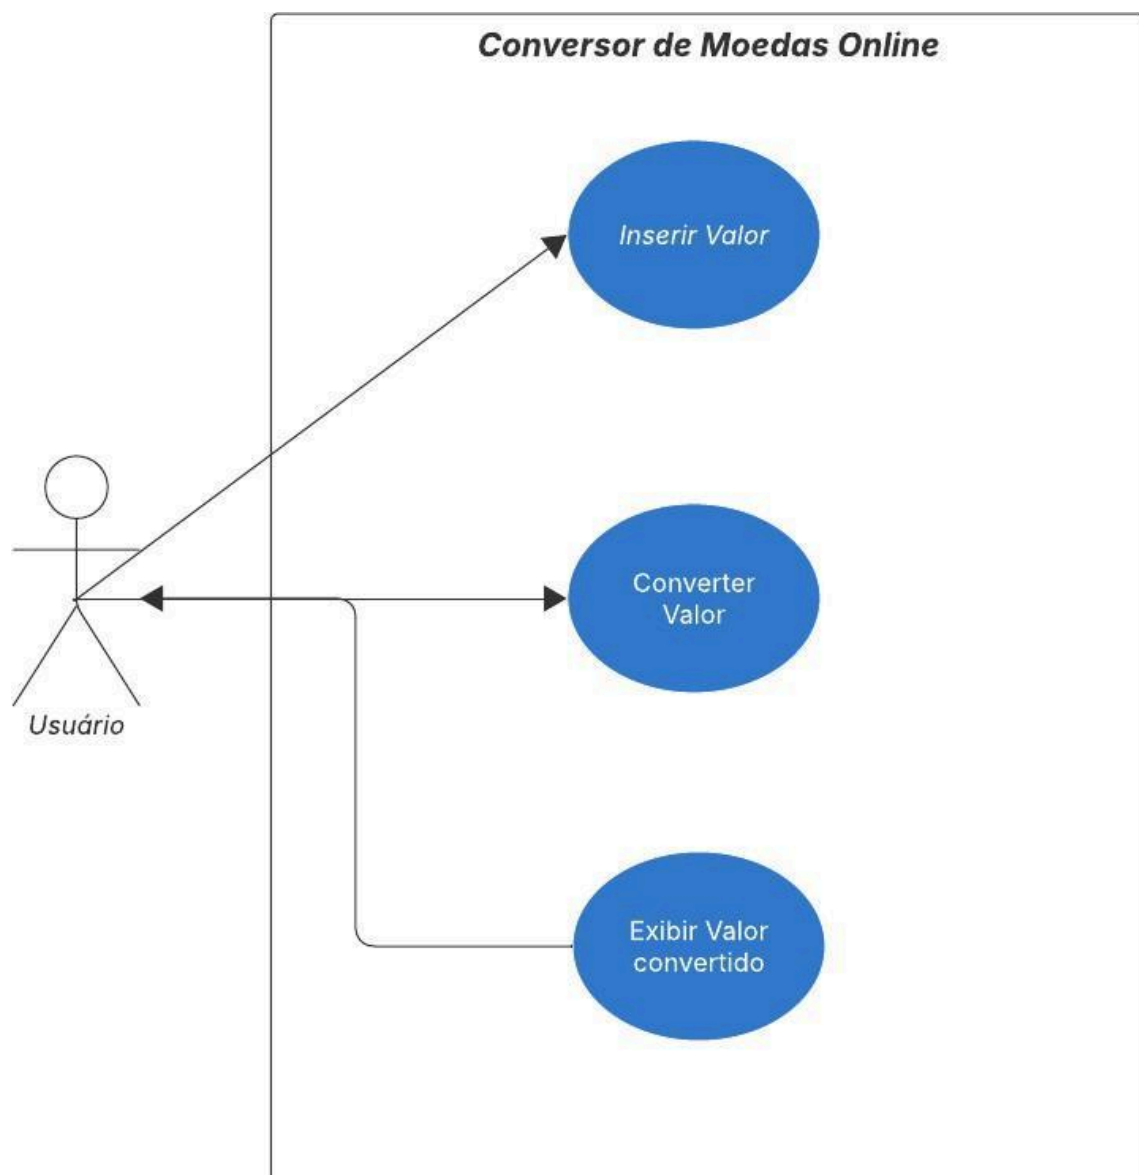 Conversor de Moedas Online
Inserir Valor
Converter
Valor
Usuário
Exibir Valor
convertido